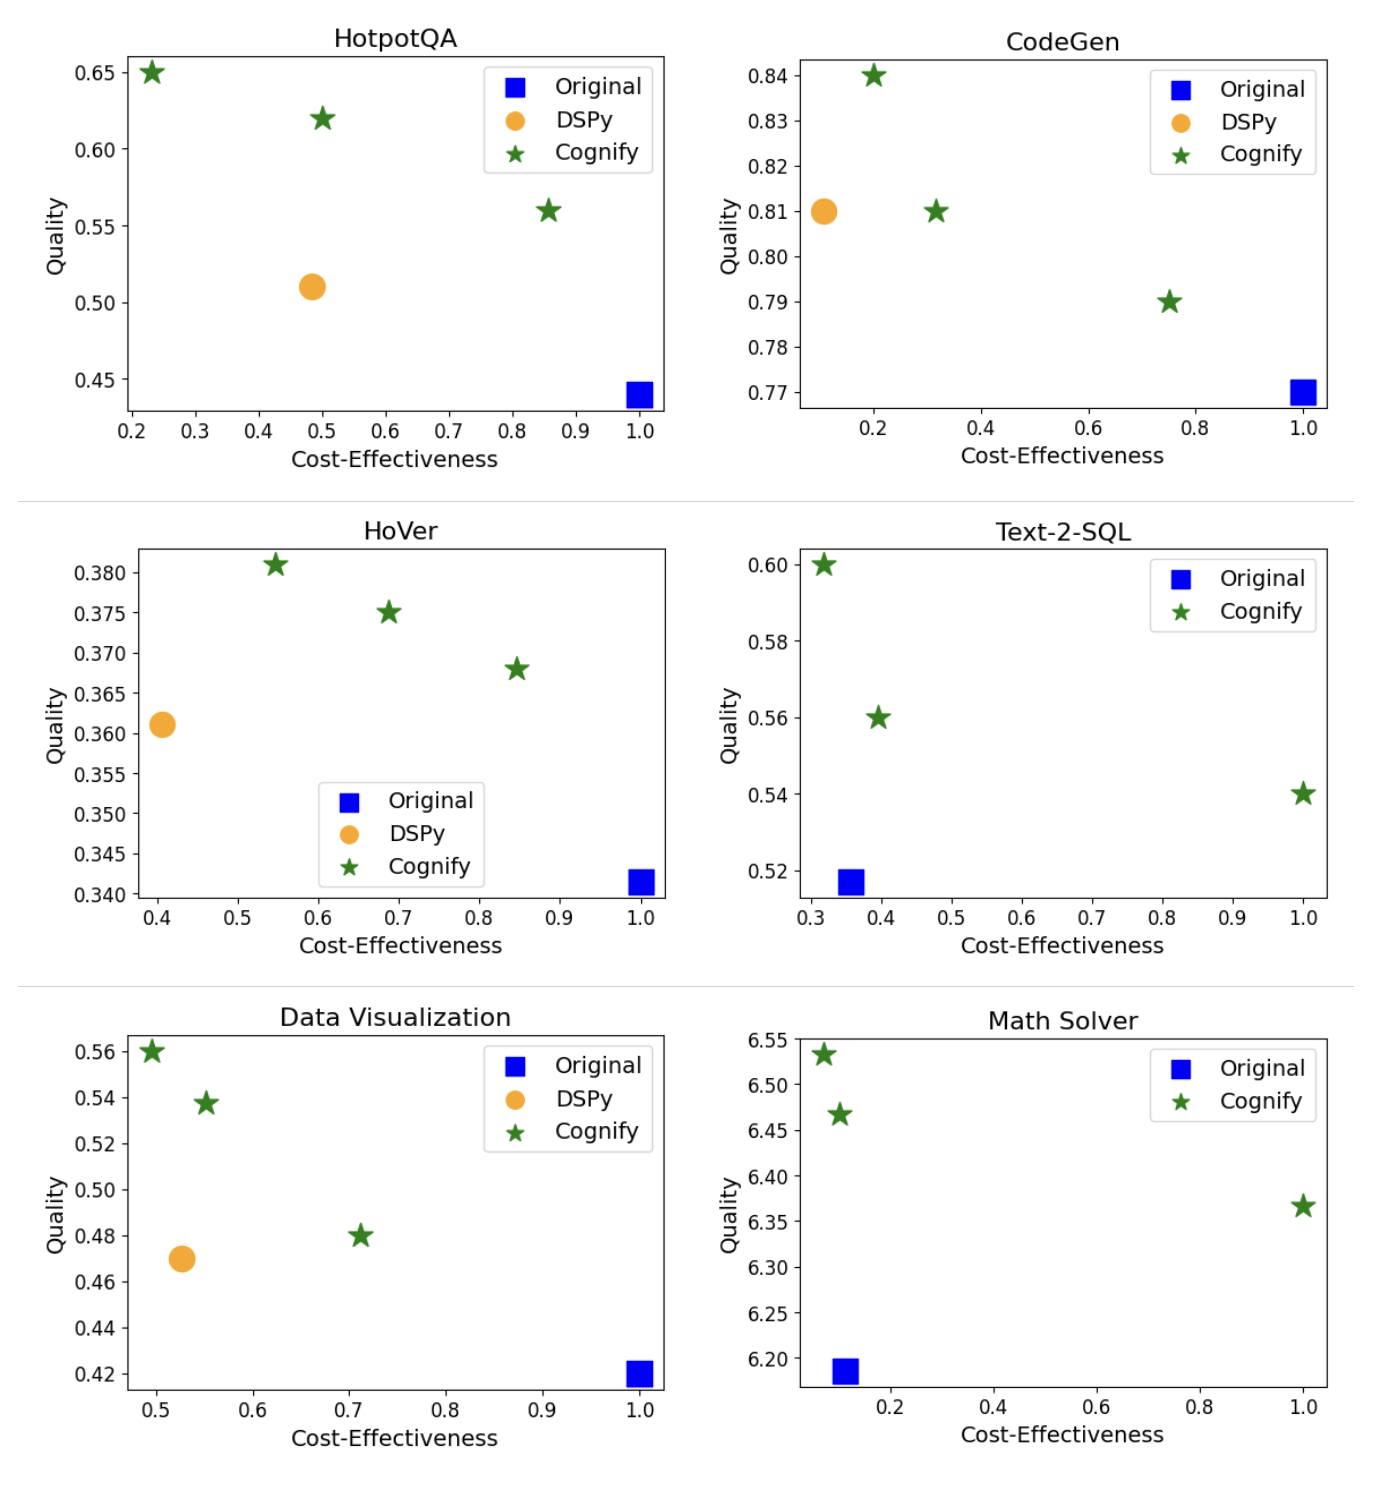 HotpotQA
0.65
0.60
0.55
0.50
0.45
Quality
Original
DSPy
Cognify
0.2 0.3 0.4 0.5 0.6 0.7 0.8 0.9 1.0
Cost-Effectiveness
CodeGen
0.84
0.83
0.82
0.81
0.80
0.79
0.78
0.77
Quality
Original
DSPy
Cognify
0.2 0.4 0.6 0.8 1.0
Cost-Effectiveness
HoVer
0.380
0.375
0.370
0.365
0.360
0.355
0.350
0.345
0.340
Quality
Original
DSPy
Cognify
0.4 0.5 0.6 0.7 0.8 0.9 1.0
Cost-Effectiveness
Text-2-SQL
0.60
0.58
0.56
0.54
0.52
Quality
Original
Cognify
0.3 0.4 0.5 0.6 0.7 0.8 0.9 1.0
Cost-Effectiveness
Data Visualization
0.56
0.54
0.52
0.50
0.48
0.46
0.44
0.42
Quality
Original
DSPy
Cognify
0.5 0.6 0.7 0.8 0.9 1.0
Cost-Effectiveness
Math Solver
6.55
6.50
6.45
6.40
6.35
6.30
6.25
6.20
Quality
Original
Cognify
0.2 0.4 0.6 0.8 1.0
Cost-Effectiveness